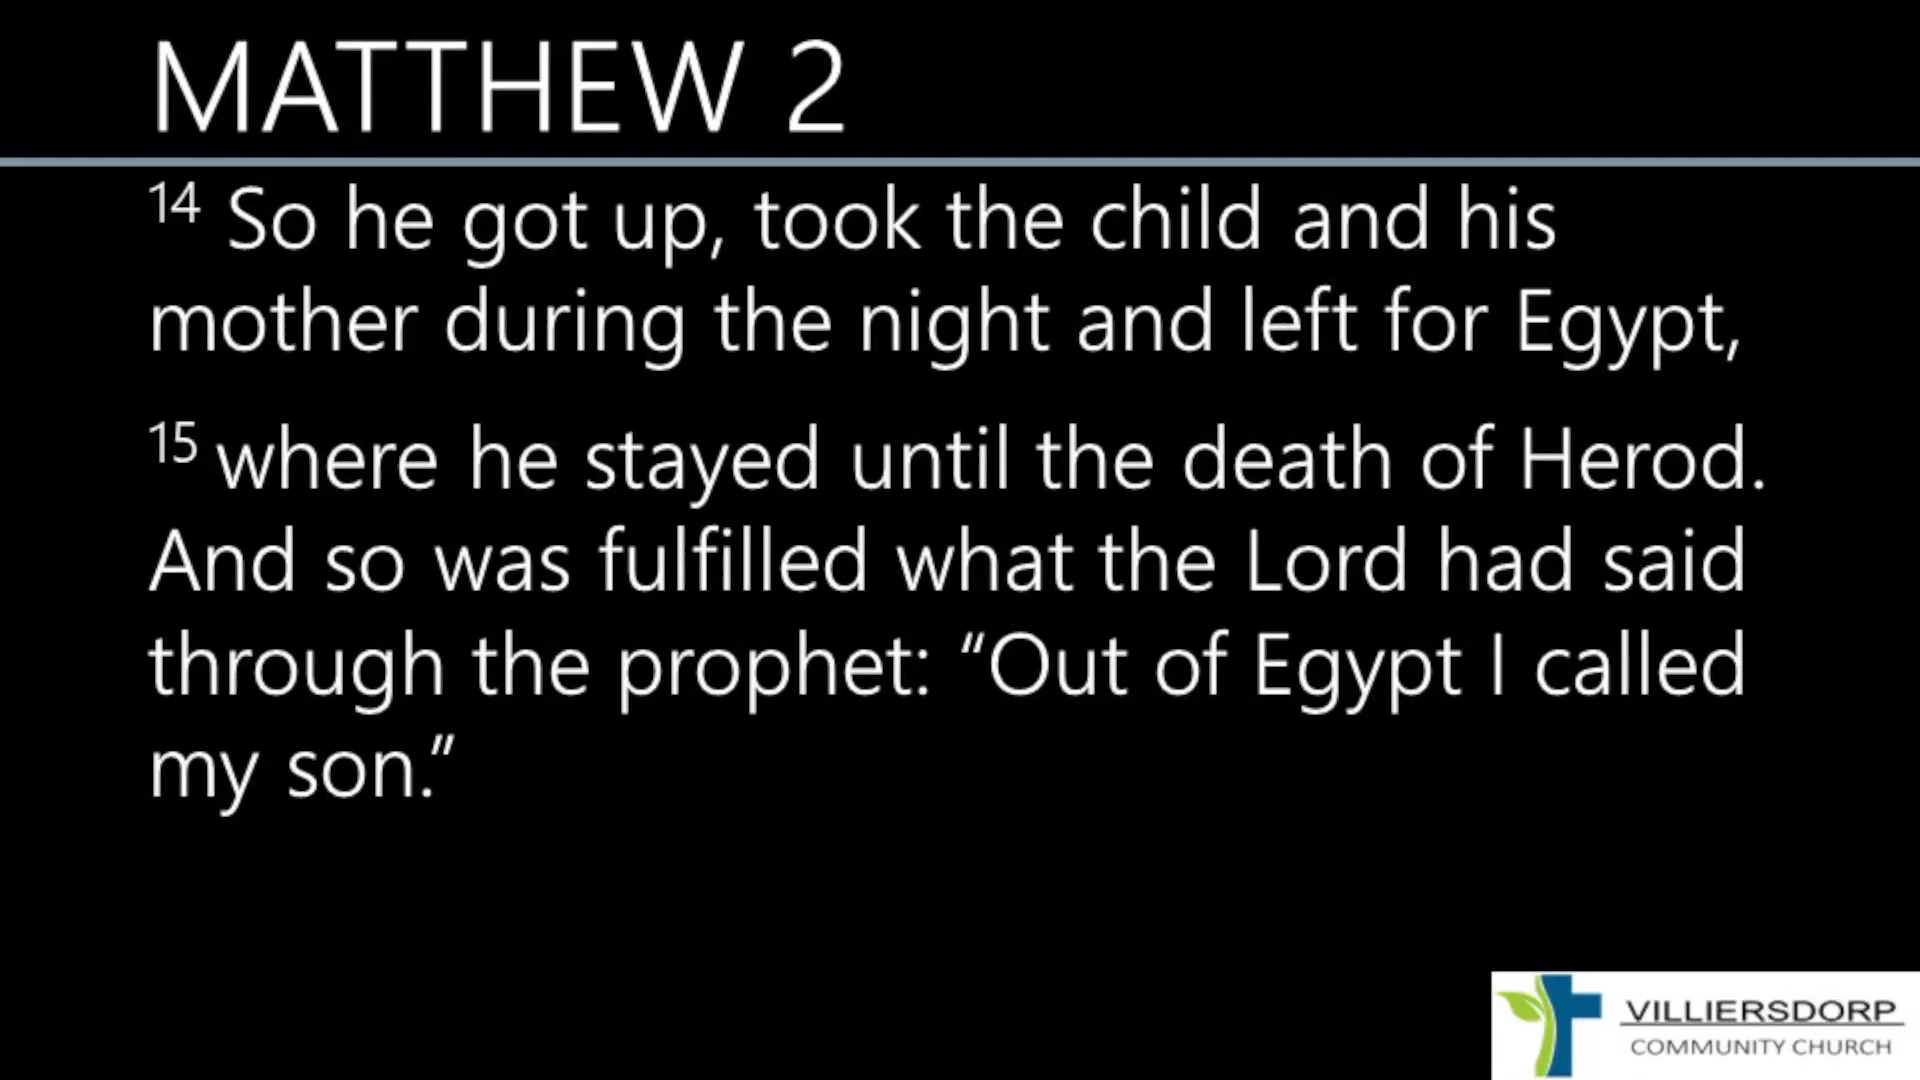 MATTHEW 2
14 So he got up, took the child and his
mother during the night and left for Egypt,
15 where he stayed until the death of Herod.
And so was fulfilled what the Lord had said
through the prophet: “Out of Egypt I called
my son.”
VILLIERSDORP
COMMUNITY CHURCH